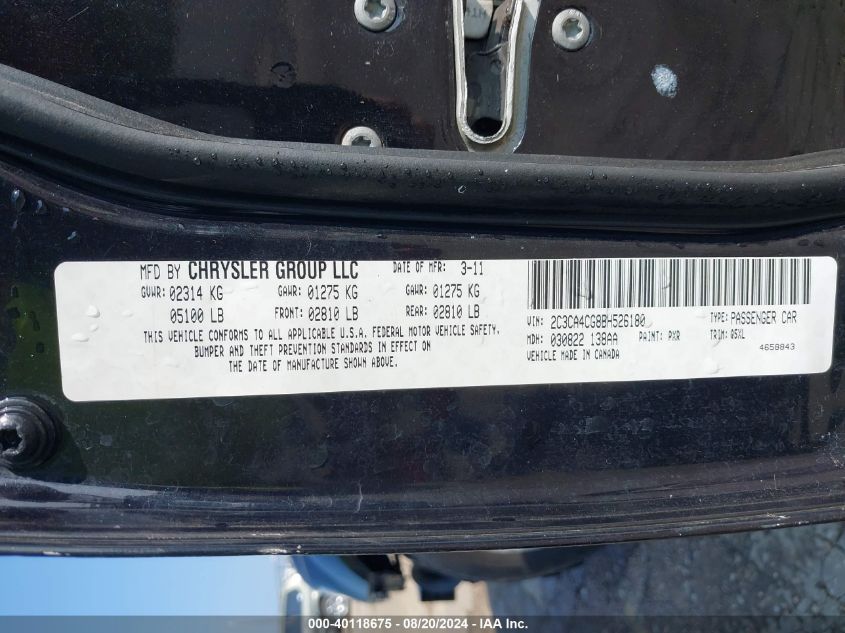 MFD BY CHRYSLER GROUP LLC DATE OF MFR: 3-11
GVWR: 02314 KG GAWR: 01275 KG GAWR: 01275 KG
05100 LB FRONT: 02810 LB REAR: 02810 LB
THIS VEHICLE CONFORMS TO ALL APPLICABLE U.S.A. FEDERAL MOTOR VEHICLE SAFETY.
BUMPER AND THEFT PREVENTION STANDARDS IN EFFECT ON
THE DATE OF MANUFACTURE SHOWN ABOVE.
VIN: 2C3CA4CG8BH526180 TYPE: PASSENGER CAR
MDH: 030822 138AA PAINT: PXR TRIM: Q5XL
VEHICLE MADE IN CANADA 4658843
000-40118675 - 08/20/2024 - IAA Inc.